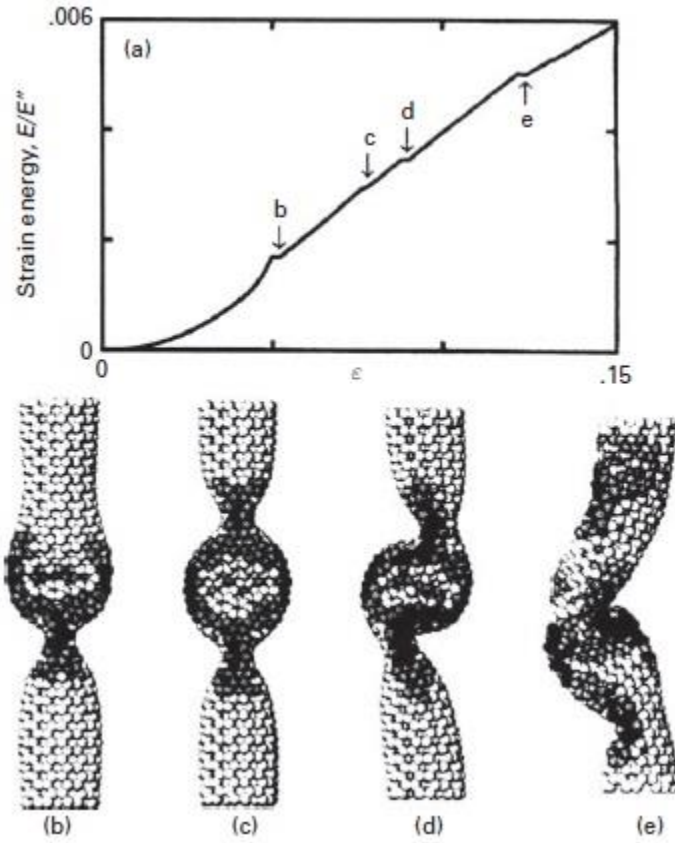 .006
(a)
Strain energy, E/E″
d
c
e
b
0
0
ε
.15
(b)
(c)
(d)
(e)